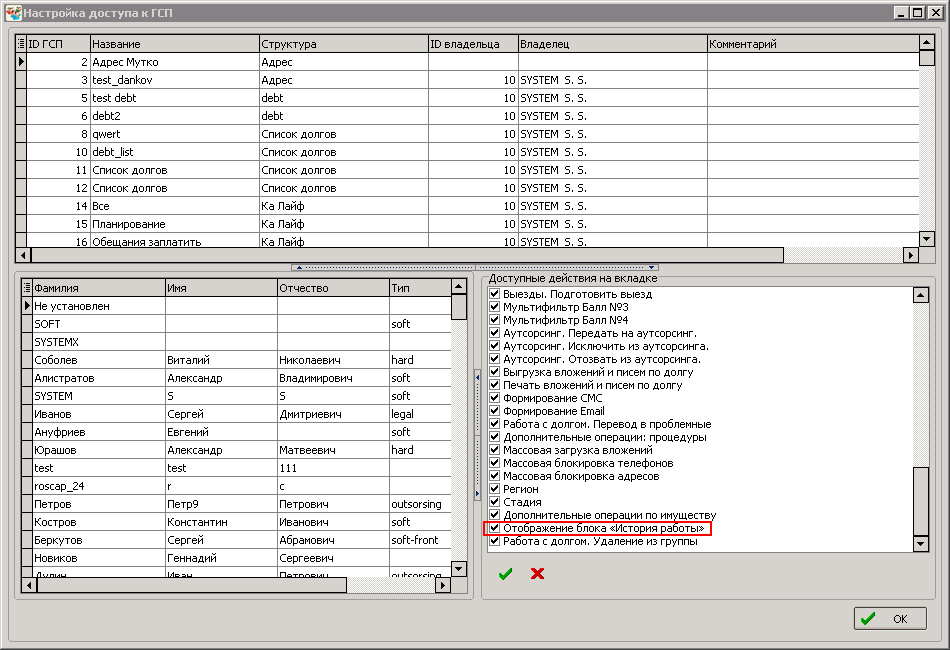 Настройка доступа к ГСП
ID ГСП Название Структура ID владельца Владелец Комментарий
2 Адрес Мутко Адрес
3 test_dankov Адрес 10 SYSTEM S. S.
5 test debt debt 10 SYSTEM S. S.
6 debt2 debt 10 SYSTEM S. S.
8 qwert Список долгов 10 SYSTEM S. S.
10 debt_list Список долгов 10 SYSTEM S. S.
11 Список долгов Список долгов 10 SYSTEM S. S.
12 Список долгов Список долгов 10 SYSTEM S. S.
14 Все Ка Лайф 10 SYSTEM S. S.
15 Планирование Ка Лайф 10 SYSTEM S. S.
16 Обещания заплатить Ка Лайф 10 SYSTEM S. S.
Фамилия Имя Отчество Тип
Не установлен
SOFT soft
SYSTEMX
Соболев Виталий Николаевич hard
Алистратов Александр Владимирович soft
SYSTEM S S soft
Иванов Сергей Дмитриевич legal
Ануфриев Евгений soft
Юрашов Александр Матвеевич hard
test test 111
roscap_24 r c
Петров Петр9 Петрович outsorsing
Костров Константин Иванович soft
Беркутов Сергей Абрамович soft-front
Новиков Геннадий Сергеевич
Дулин Иван Петрович outsorsing
Доступные действия на вкладке
Выезды. Подготовить выезд
Мультифильтр Балл №3
Мультифильтр Балл №4
Аутсорсинг. Передать на аутсорсинг.
Аутсорсинг. Исключить из аутсорсинга.
Аутсорсинг. Отозвать из аутсорсинга.
Выгрузка вложений и писем по долгу
Печать вложений и писем по долгу
Формирование СМС
Формирование Email
Работа с долгом. Перевод в проблемные
Дополнительные операции: процедуры
Массовая загрузка вложений
Массовая блокировка телефонов
Массовая блокировка адресов
Регион
Стадия
Дополнительные операции по имуществу
Отображение блока «История работы»
Работа с долгом. Удаление из группы
OK